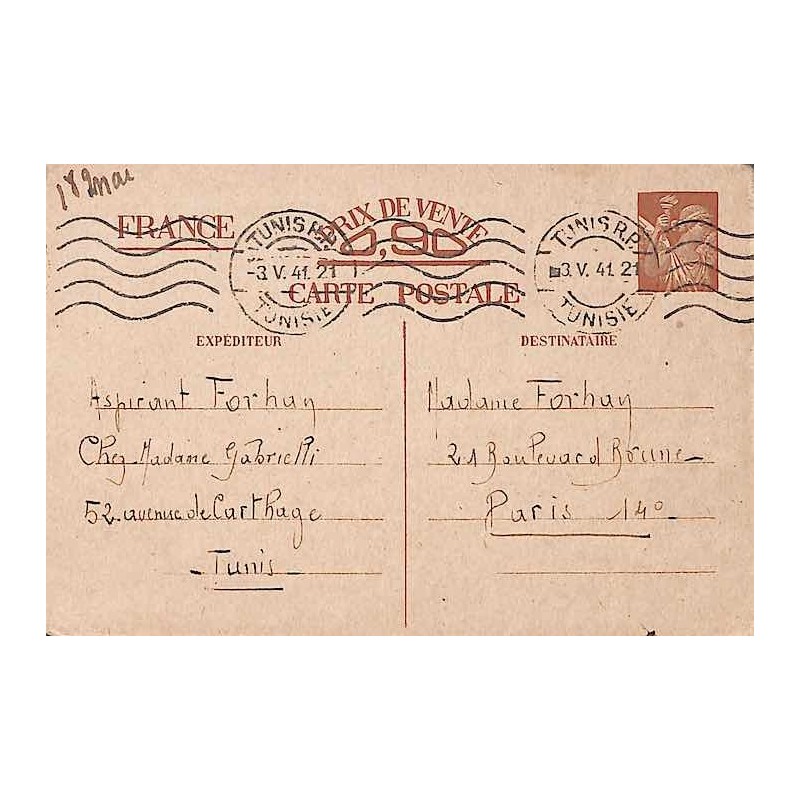 18 mai
FRANCE
PRIX DE VENTE
0,90
CARTE POSTALE
TUNIS R.P.
-3 V. 41. 21
TUNISIE
TUNIS R.P.
3 V. 41 21
TUNISIE
EXPÉDITEUR
Aspirant Forhan
Chez Madame Gabrielli
52 avenue de Carthage
- Tunis -
DESTINATAIRE
Madame Forhan
21 Boulevard Brune
Paris 14º